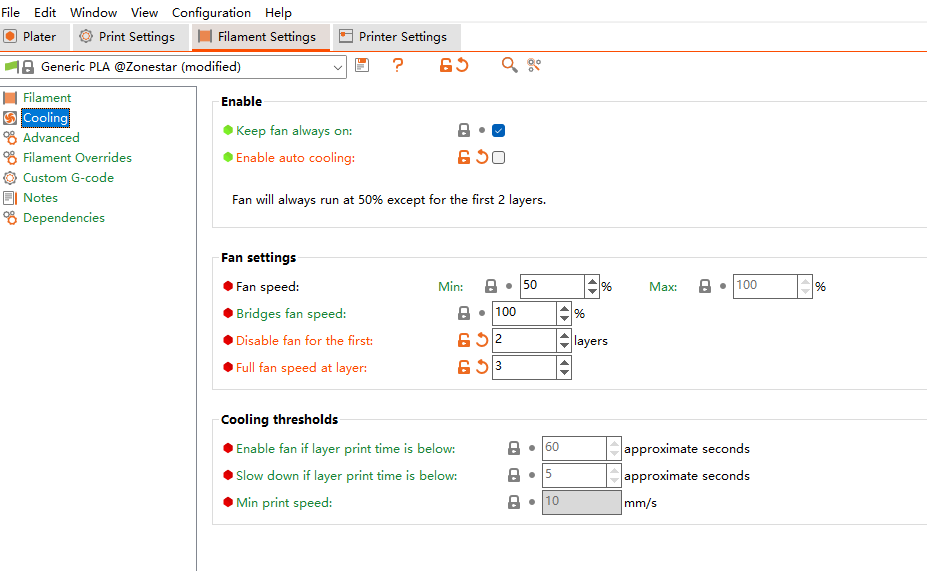 File Edit Window View Configuration Help
Plater Print Settings Filament Settings Printer Settings
Generic PLA @Zonestar (modified) ?
Filament
Cooling
Advanced
Filament Overrides
Custom G-code
Notes
Dependencies
Enable
Keep fan always on:
Enable auto cooling:
Fan will always run at 50% except for the first 2 layers.
Fan settings
Fan speed: Min: 50 % Max: 100 %
Bridges fan speed: 100 %
Disable fan for the first: 2 layers
Full fan speed at layer: 3
Cooling thresholds
Enable fan if layer print time is below: 60 approximate seconds
Slow down if layer print time is below: 5 approximate seconds
Min print speed: 10 mm/s